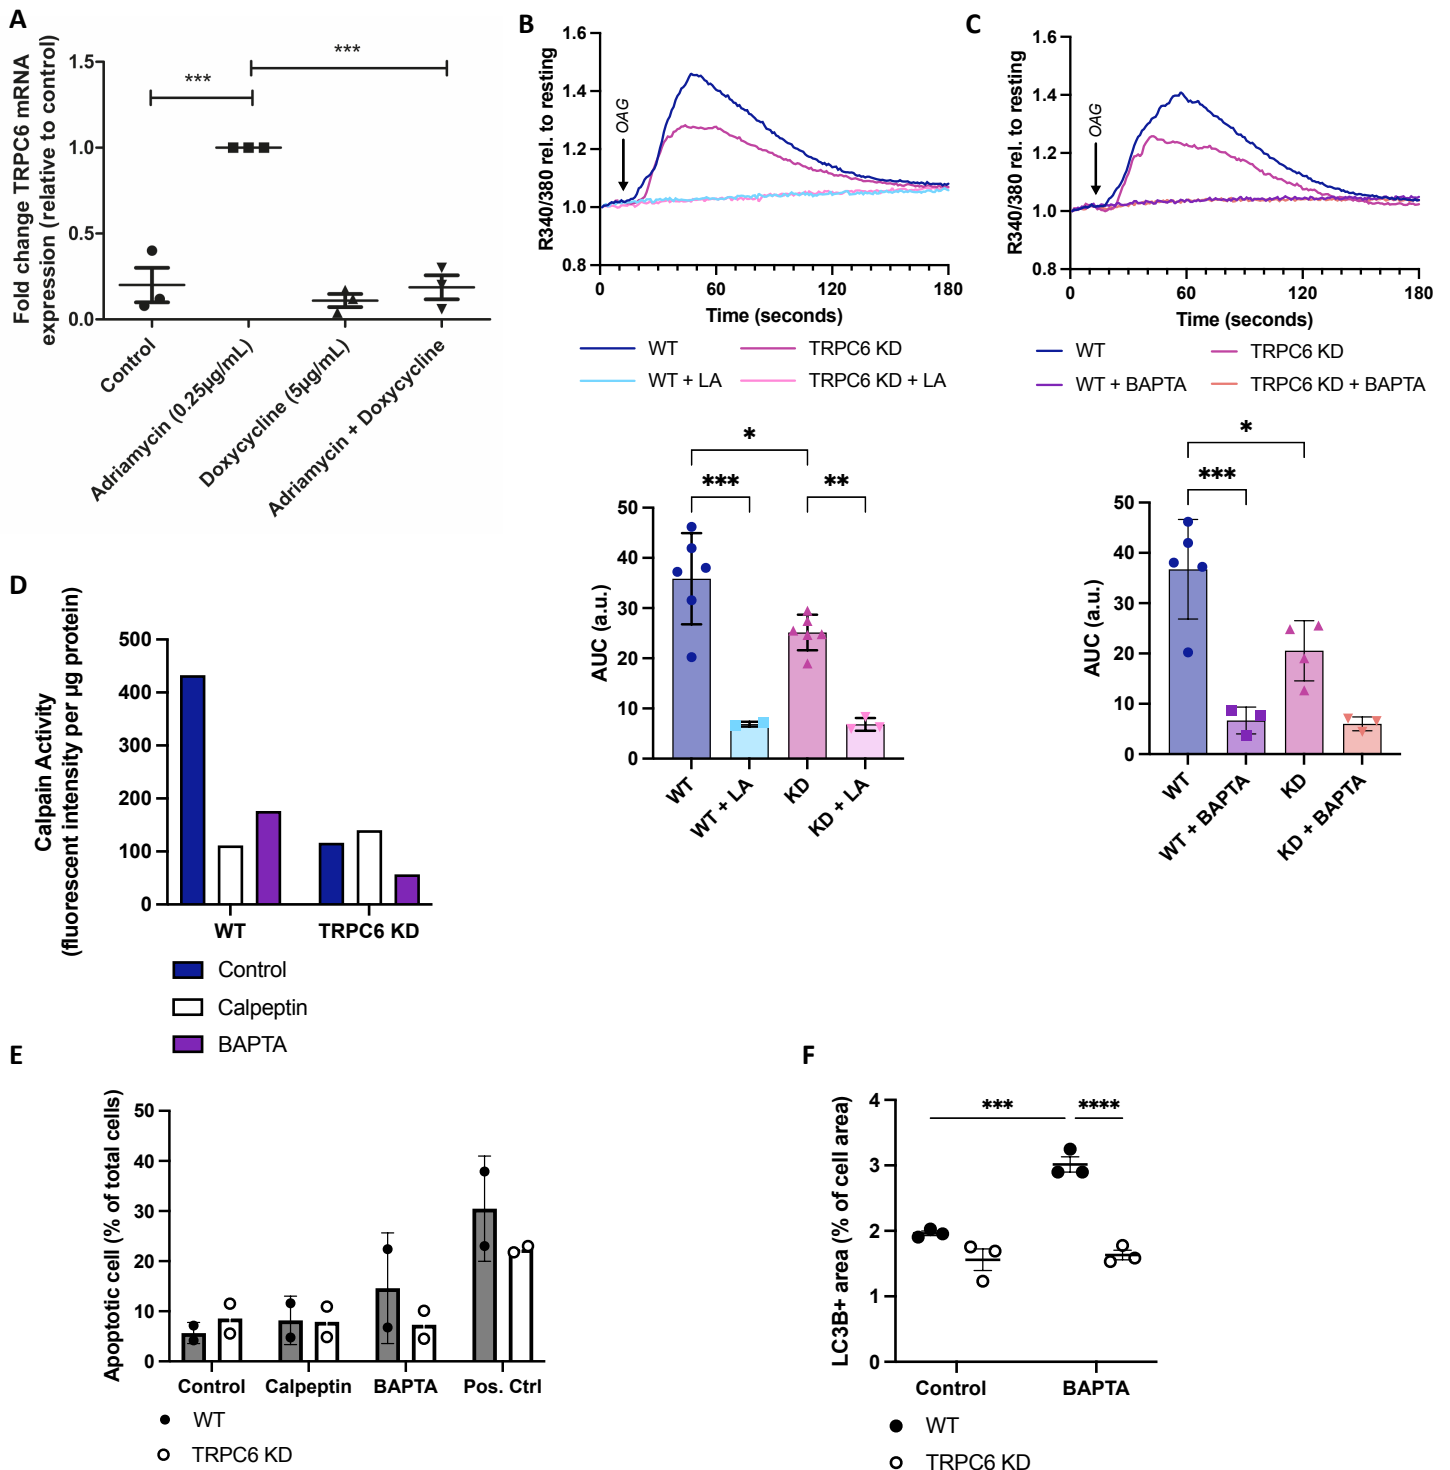 A
Fold change TRPC6 mRNA
expression (relative to control)
1.5
1.0
0.5
0.0
***
***
Control
Adriamycin (0.25μg/mL)
Doxycycline (5μg/mL)
Adriamycin + Doxycycline
B
R340/380 rel. to resting
1.6
1.4
1.2
1.0
0.8
OAG
0
60
120
180
Time (seconds)
WT
TRPC6 KD
WT + LA
TRPC6 KD + LA
*
***
**
AUC (a.u.)
50
40
30
20
10
0
WT
WT + LA
KD
KD + LA
C
R340/380 rel. to resting
1.6
1.4
1.2
1.0
0.8
OAG
0
60
120
180
Time (seconds)
WT
TRPC6 KD
WT + BAPTA
TRPC6 KD + BAPTA
*
***
AUC (a.u.)
50
40
30
20
10
0
WT
WT + BAPTA
KD
KD + BAPTA
D
Calpain Activity
(fluorescent intensity per μg protein)
500
400
300
200
100
0
WT
TRPC6 KD
Control
Calpeptin
BAPTA
E
Apoptotic cell (% of total cells)
50
40
30
20
10
0
Control
Calpeptin
BAPTA
Pos. Ctrl
WT
TRPC6 KD
F
LC3B+ area (% of cell area)
4
3
2
1
0
***
****
Control
BAPTA
WT
TRPC6 KD